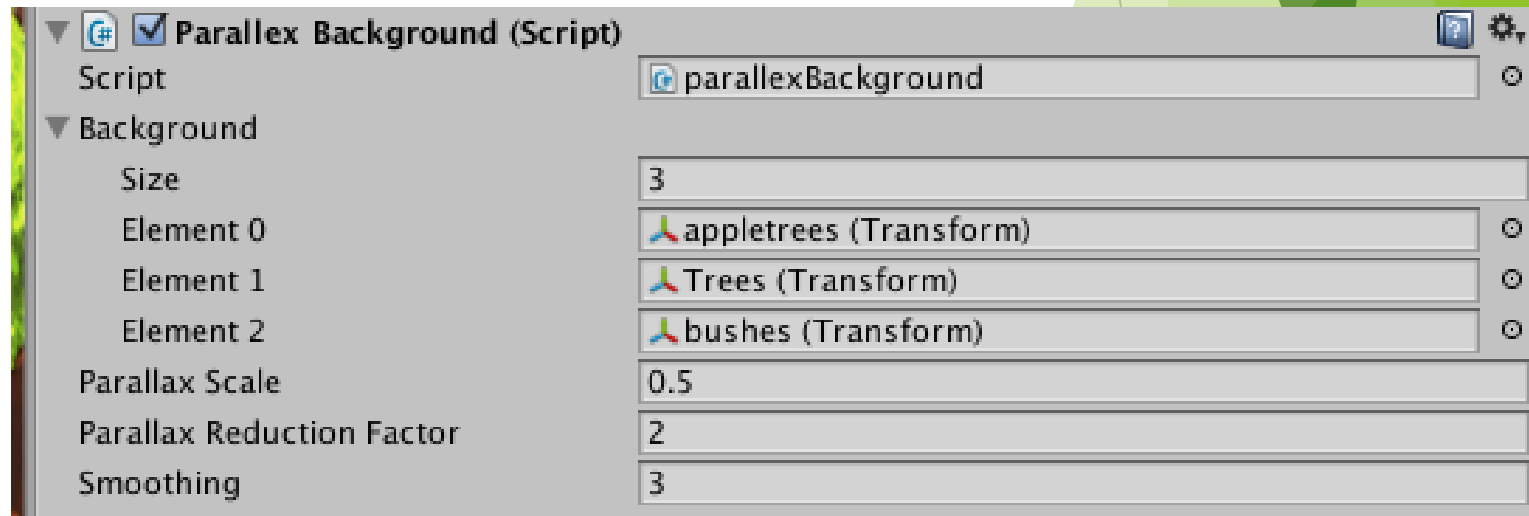 Parallex Background (Script)
Script parallexBackground
Background
Size 3
Element 0 appletrees (Transform)
Element 1 Trees (Transform)
Element 2 bushes (Transform)
Parallax Scale 0.5
Parallax Reduction Factor 2
Smoothing 3